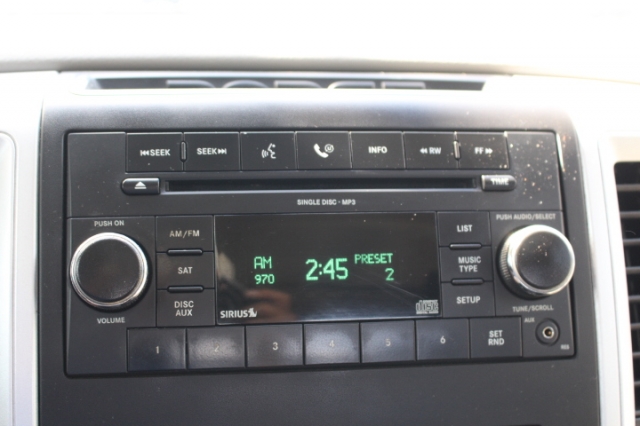 DODGE
SEEK
SEEK
INFO
RW
FF
TIME
SINGLE DISC - MP3
PUSH ON
VOLUME
AM/FM
SAT
DISC
AUX
AM
970
2:45
PRESET
2
SIRIUS
LIST
MUSIC
TYPE
SETUP
PUSH AUDIO/SELECT
TUNE/SCROLL
1
2
3
4
5
6
SET
RND
AUX